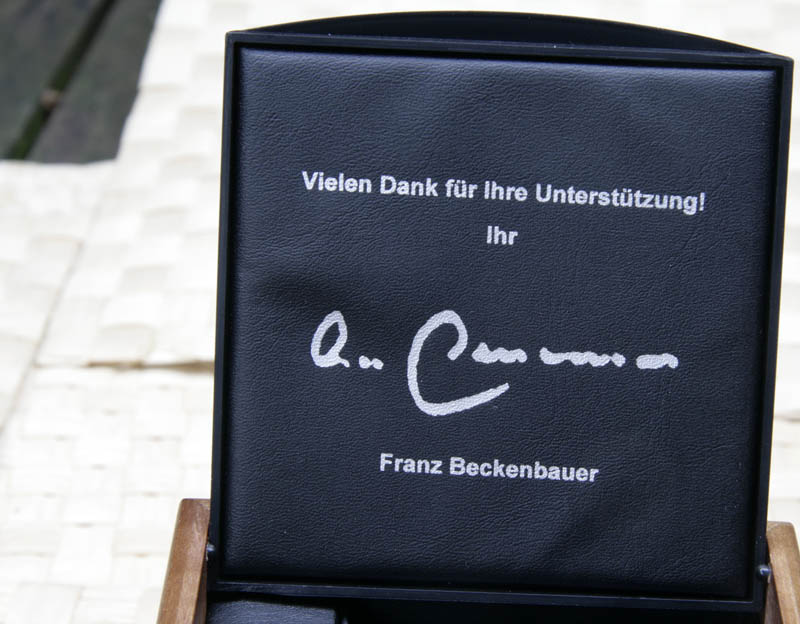 Vielen Dank für Ihre Unterstützung!
Ihr
Franz Beckenbauer